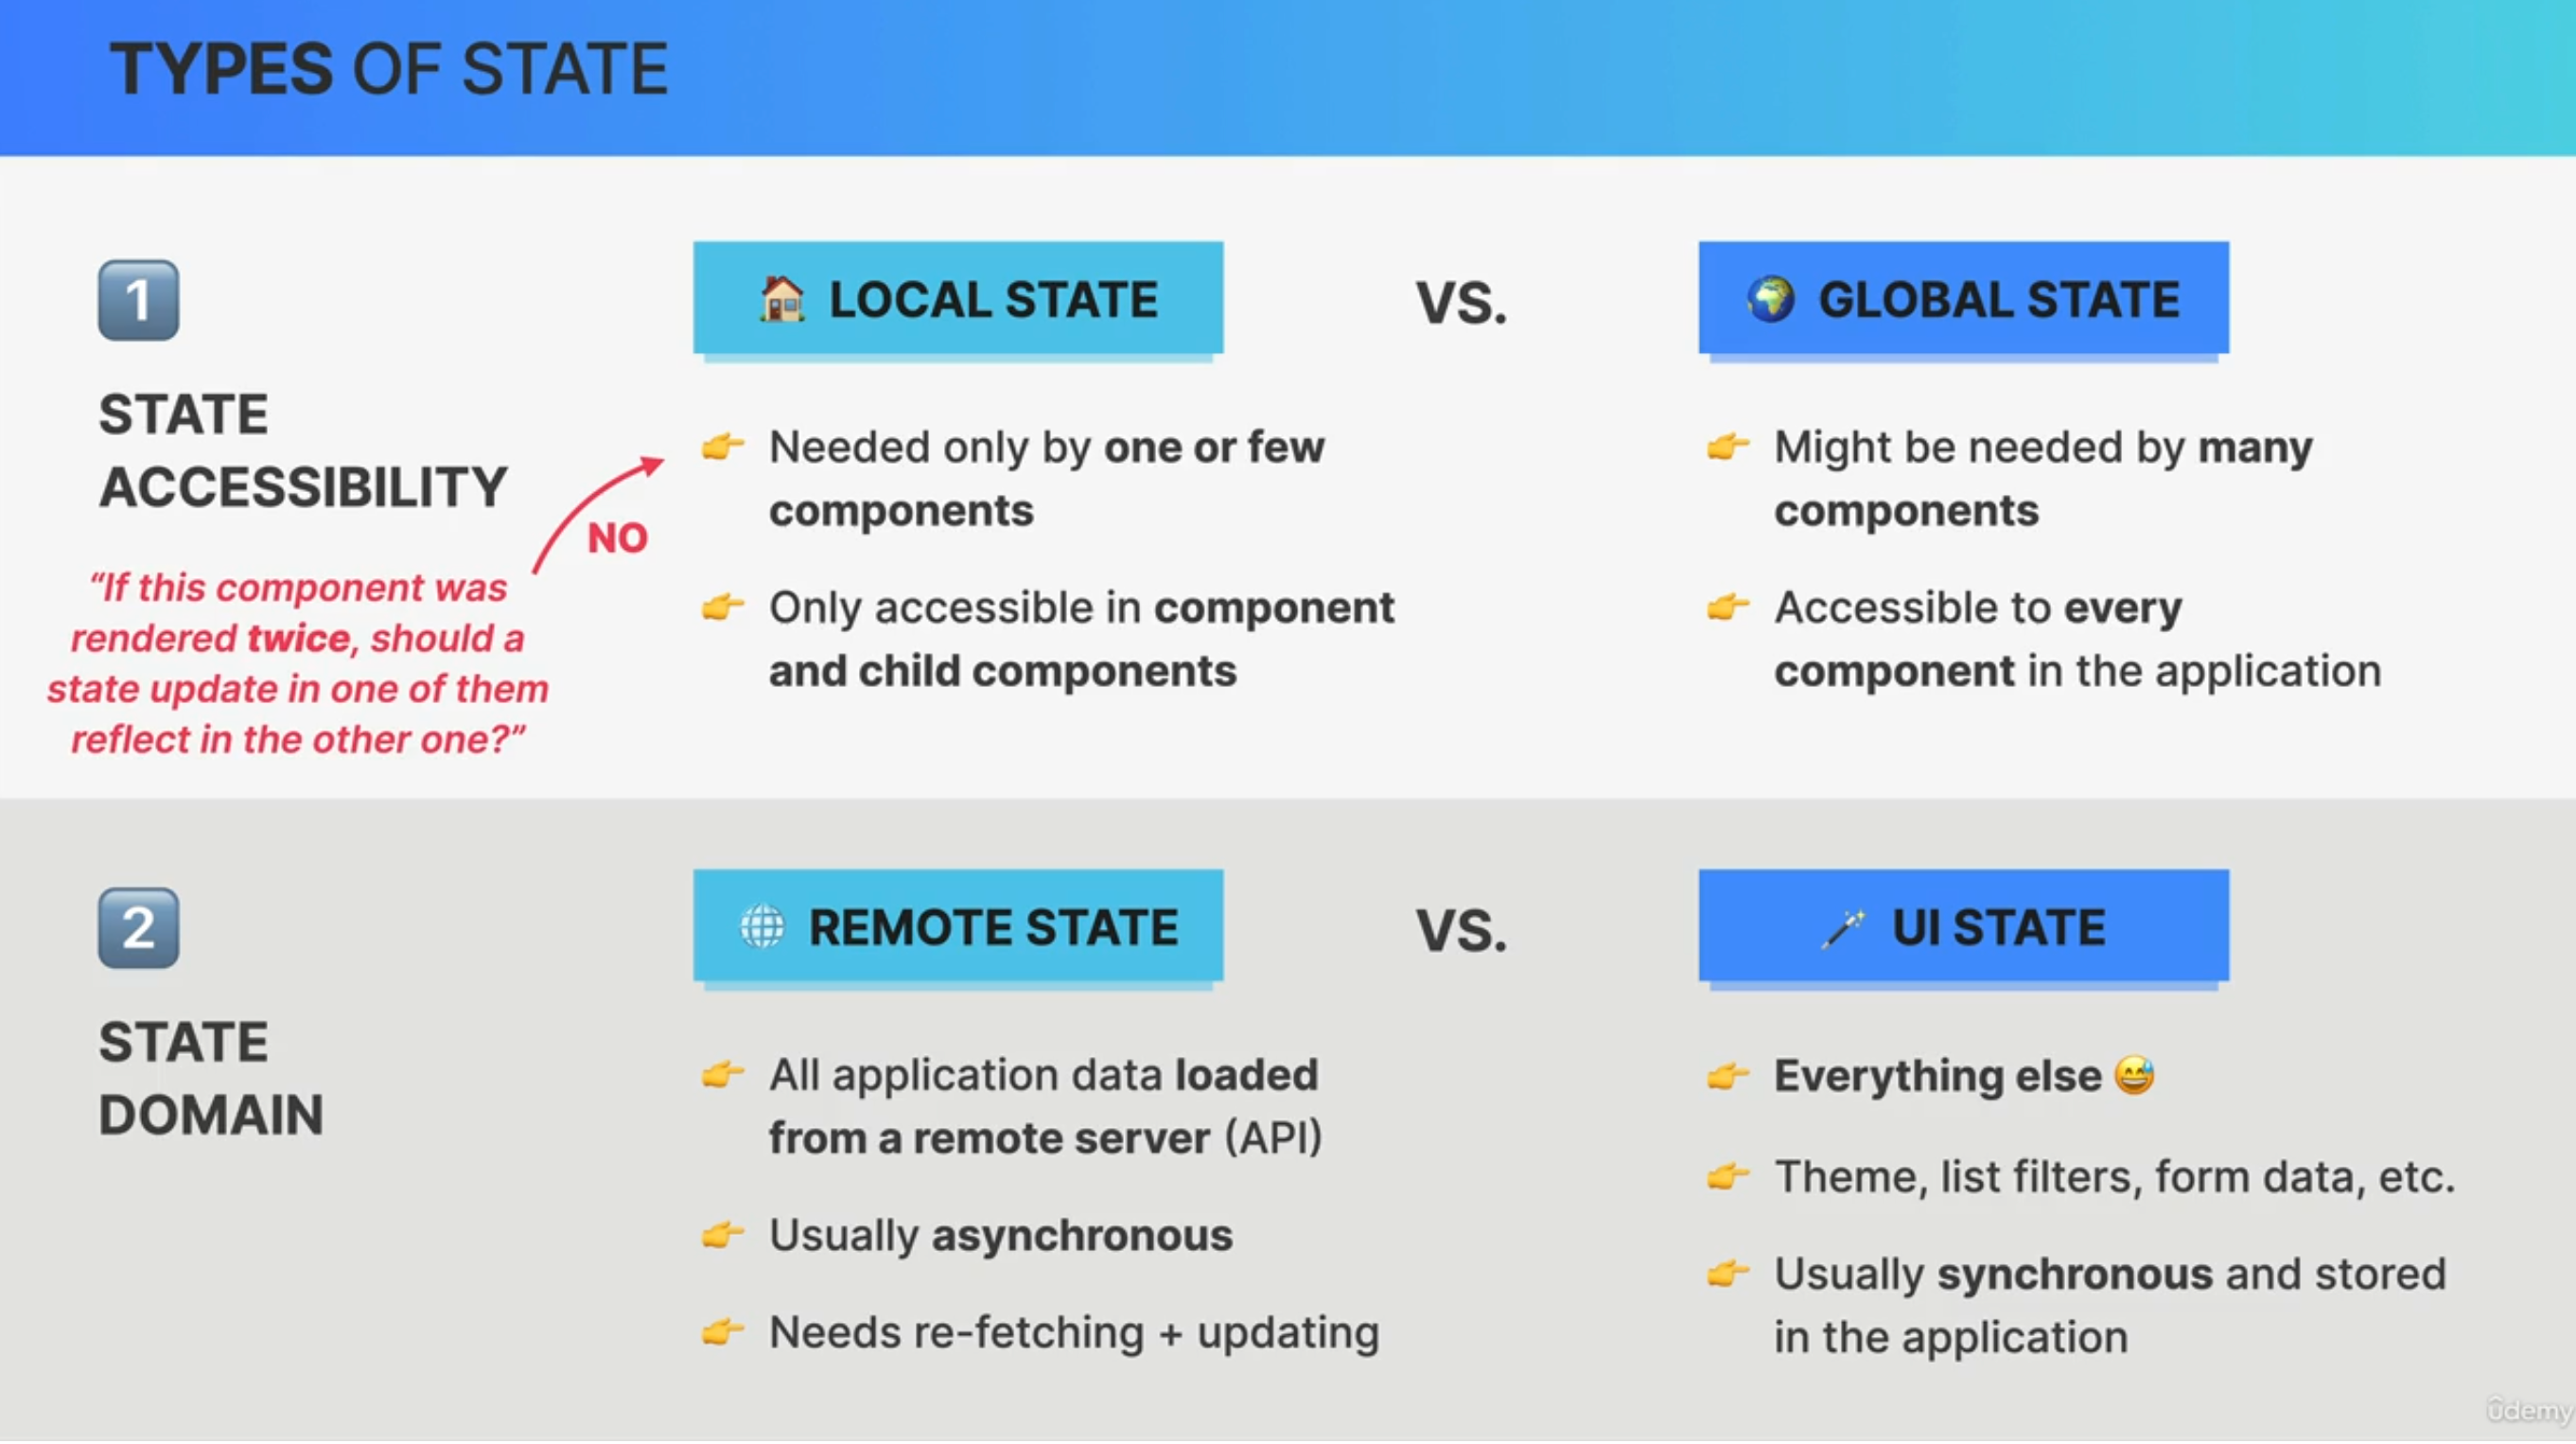 TYPES OF STATE
1
STATE
ACCESSIBILITY
“If this component was
rendered twice, should a
state update in one of them
reflect in the other one?”
NO
LOCAL STATE
Needed only by one or few
components
Only accessible in component
and child components
VS.
GLOBAL STATE
Might be needed by many
components
Accessible to every
component in the application
2
STATE
DOMAIN
REMOTE STATE
All application data loaded
from a remote server (API)
Usually asynchronous
Needs re-fetching + updating
VS.
UI STATE
Everything else 😅
Theme, list filters, form data, etc.
Usually synchronous and stored
in the application
ûdemy